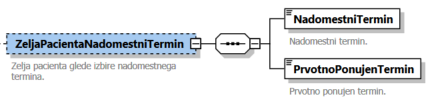 ZeljaPacientaNadomestniTermin
Zelja pacienta glede izbire nadomestnega
termina.
NadomestniTermin
Nadomestni termin.
PrvotnoPonujenTermin
Prvotno ponujen termin.